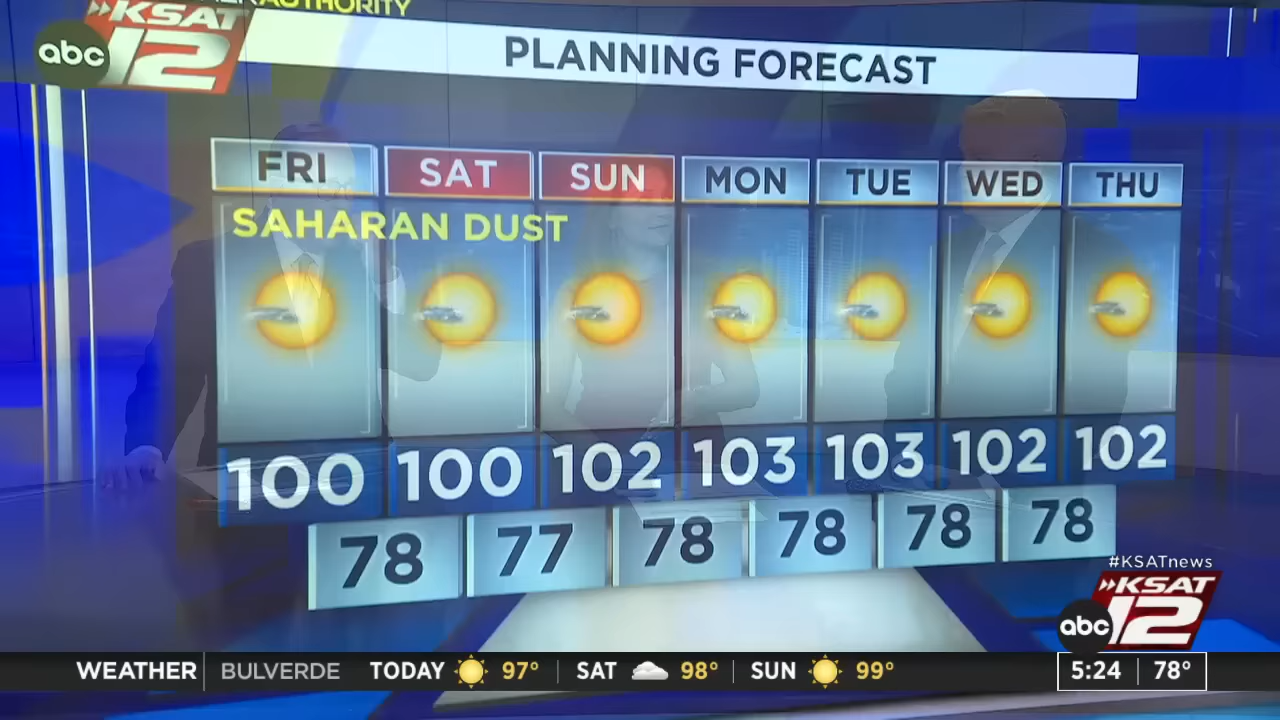 AUTHORITY
KSAT
abc 12
PLANNING FORECAST
FRI SAT SUN MON TUE WED THU
SAHARAN DUST
100 100 102 103 103 102 102
78 77 78 78 78 78
#KSATnews
KSAT
abc 12
WEATHER BULVERDE TODAY 97° SAT 98° SUN 99° 5:24 78°